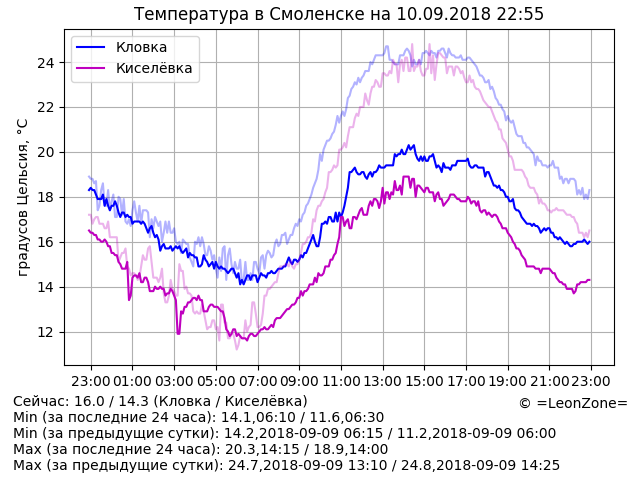 Температура в Смоленске на 10.09.2018 22:55
Кловка
Киселёвка
градусов Цельсия, °C
24
22
20
18
16
14
12
23:00 01:00 03:00 05:00 07:00 09:00 11:00 13:00 15:00 17:00 19:00 21:00 23:00
Сейчас: 16.0 / 14.3 (Кловка / Киселёвка)
© =LeonZone=
Min (за последние 24 часа): 14.1,06:10 / 11.6,06:30
Min (за предыдущие сутки): 14.2,2018-09-09 06:15 / 11.2,2018-09-09 06:00
Max (за последние 24 часа): 20.3,14:15 / 18.9,14:00
Max (за предыдущие сутки): 24.7,2018-09-09 13:10 / 24.8,2018-09-09 14:25